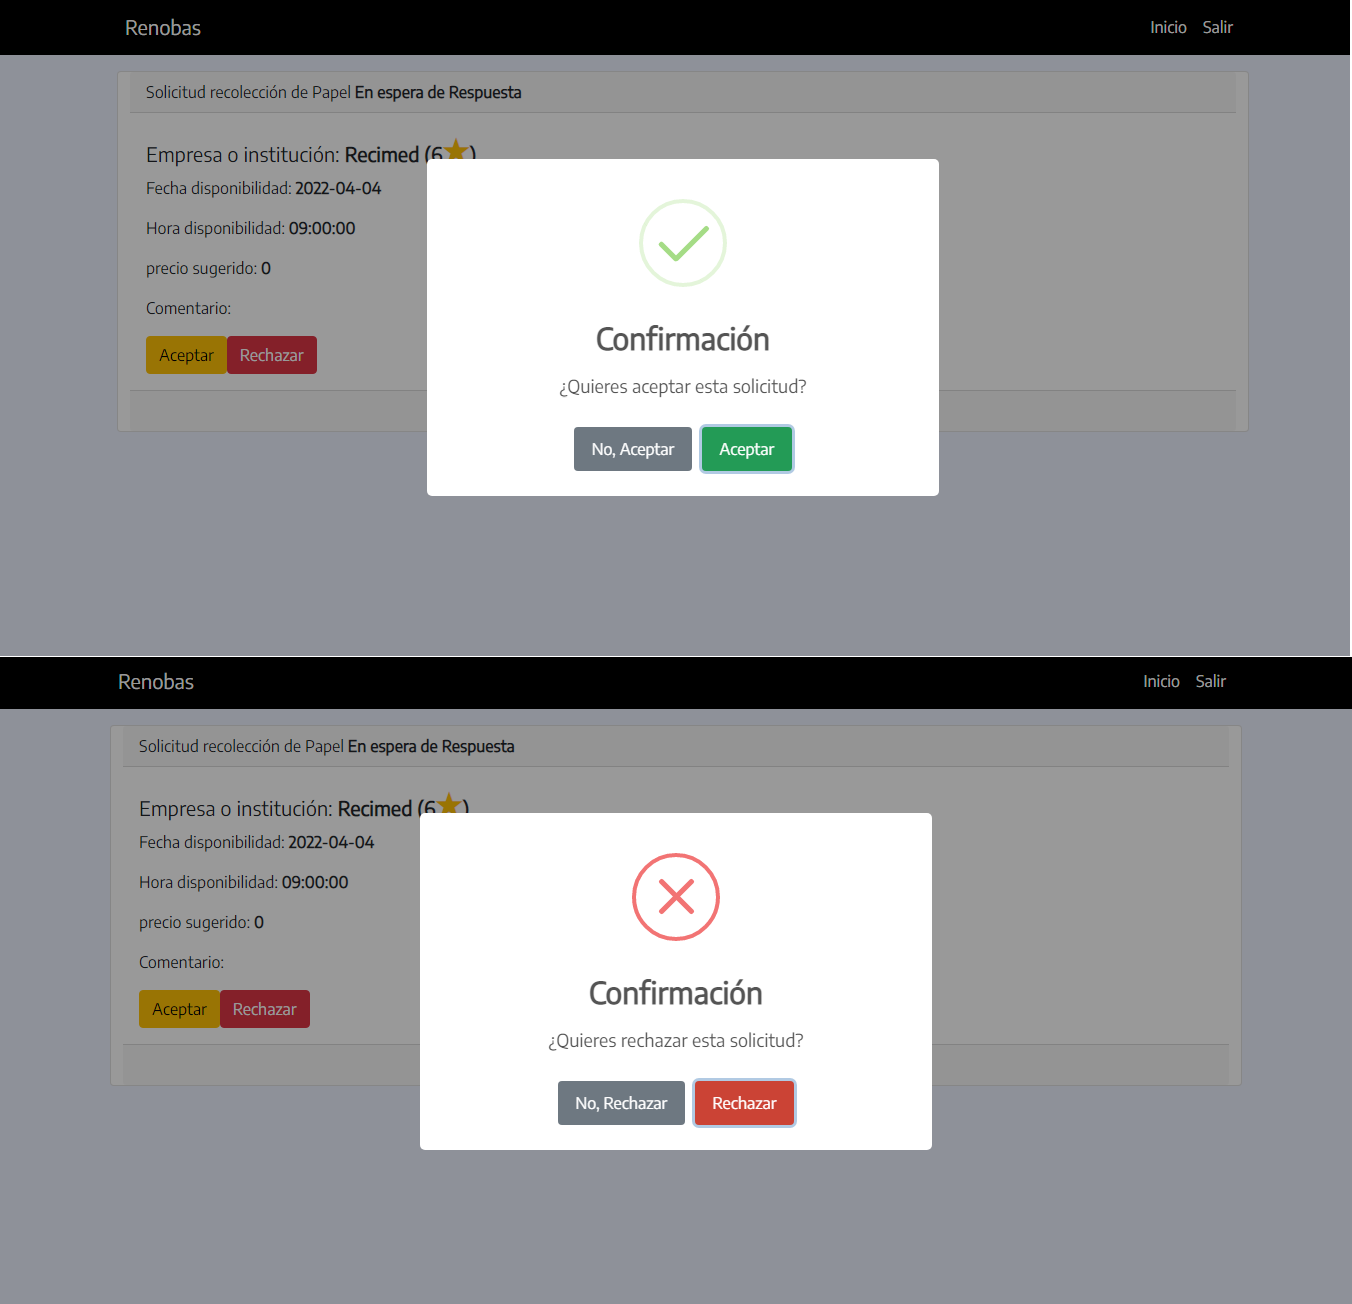 Renobas Inicio Salir
Solicitud recolección de Papel En espera de Respuesta
Empresa o institución: Recimed (6★)
Fecha disponibilidad: 2022-04-04
Hora disponibilidad: 09:00:00
precio sugerido: 0
Comentario:
Aceptar Rechazar
Confirmación
¿Quieres aceptar esta solicitud?
No, Aceptar Aceptar
Renobas Inicio Salir
Solicitud recolección de Papel En espera de Respuesta
Empresa o institución: Recimed (6★)
Fecha disponibilidad: 2022-04-04
Hora disponibilidad: 09:00:00
precio sugerido: 0
Comentario:
Aceptar Rechazar
Confirmación
¿Quieres rechazar esta solicitud?
No, Rechazar Rechazar